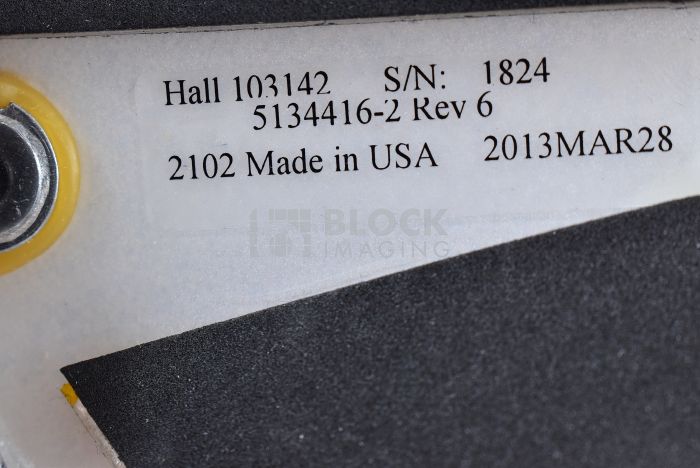 Hall 103142 S/N: 1824
5134416-2 Rev 6
2102 Made in USA 2013MAR28
BLOCK
IMAGING